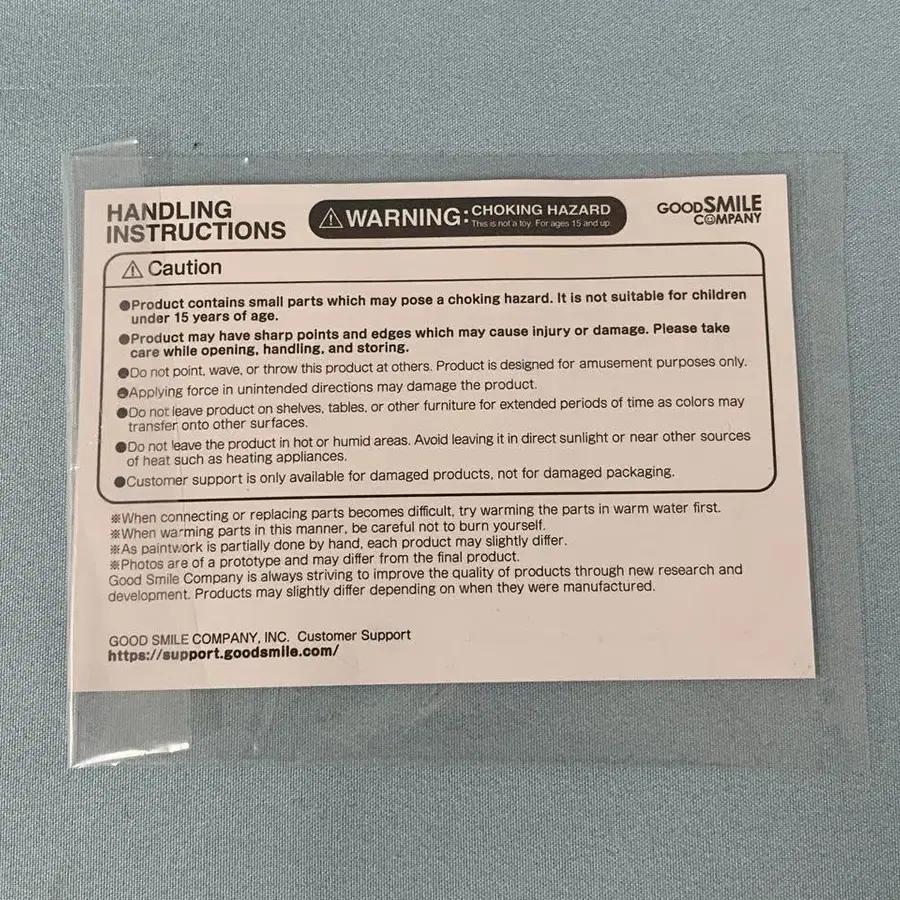 HANDLING
INSTRUCTIONS
⚠WARNING: CHOKING HAZARD
This is not a toy. For ages 15 and up.
GOODSMILE
COMPANY
⚠ Caution
●Product contains small parts which may pose a choking hazard. It is not suitable for children
under 15 years of age.
●Product may have sharp points and edges which may cause injury or damage. Please take
care while opening, handling, and storing.
●Do not point, wave, or throw this product at others. Product is designed for amusement purposes only.
●Applying force in unintended directions may damage the product.
●Do not leave product on shelves, tables, or other furniture for extended periods of time as colors may
transfer onto other surfaces.
●Do not leave the product in hot or humid areas. Avoid leaving it in direct sunlight or near other sources
of heat such as heating appliances.
●Customer support is only available for damaged products, not for damaged packaging.
※When connecting or replacing parts becomes difficult, try warming the parts in warm water first.
※When warming parts in this manner, be careful not to burn yourself.
※As paintwork is partially done by hand, each product may slightly differ.
※Photos are of a prototype and may differ from the final product.
Good Smile Company is always striving to improve the quality of products through new research and
development. Products may slightly differ depending on when they were manufactured.
GOOD SMILE COMPANY, INC. Customer Support
https://support.goodsmile.com/